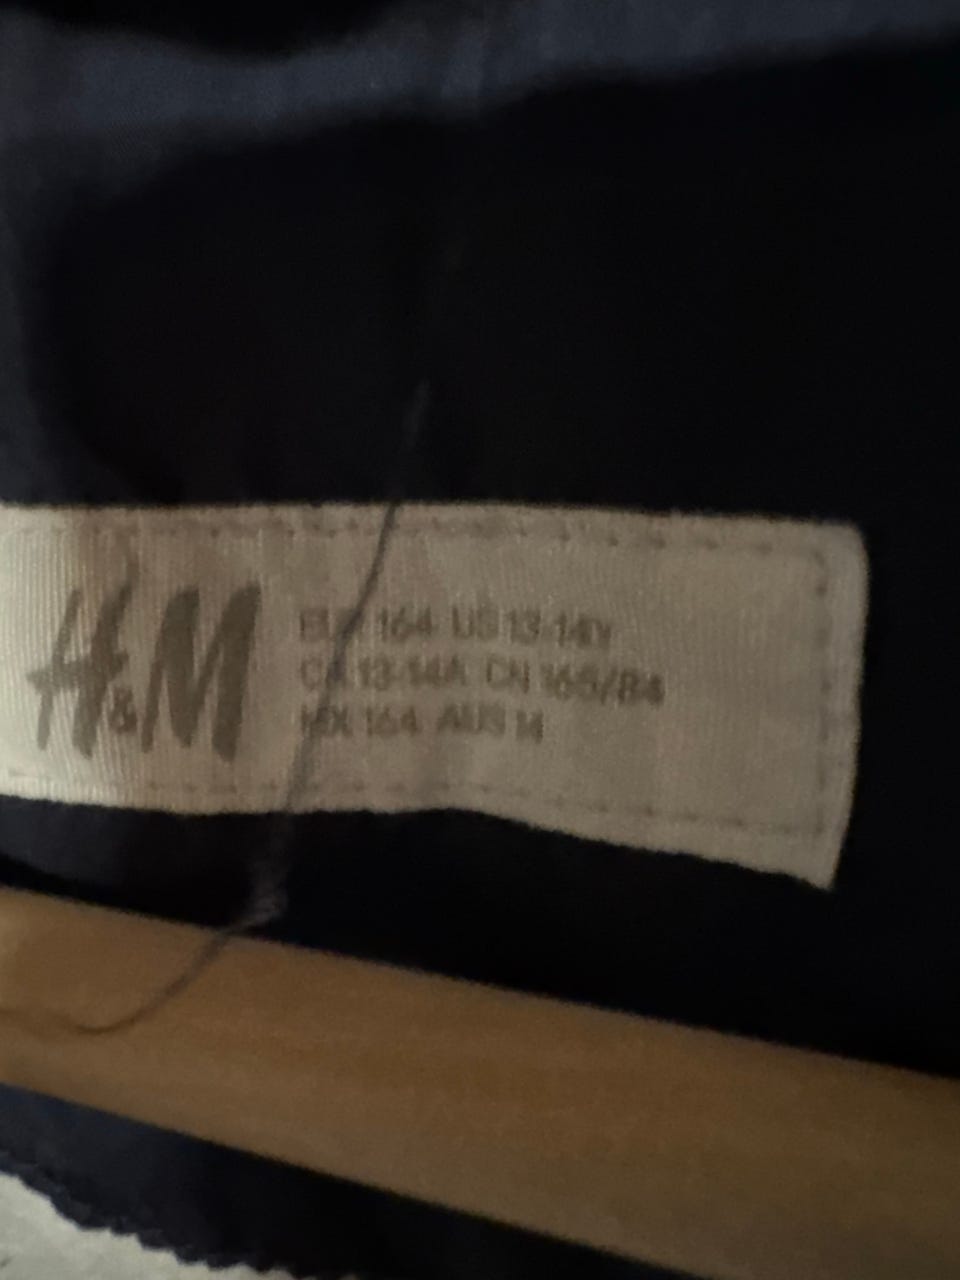 H&M
EUR 164 US 13-14Y
CA 13-14A CN 165/84
MX 164 AUS 14